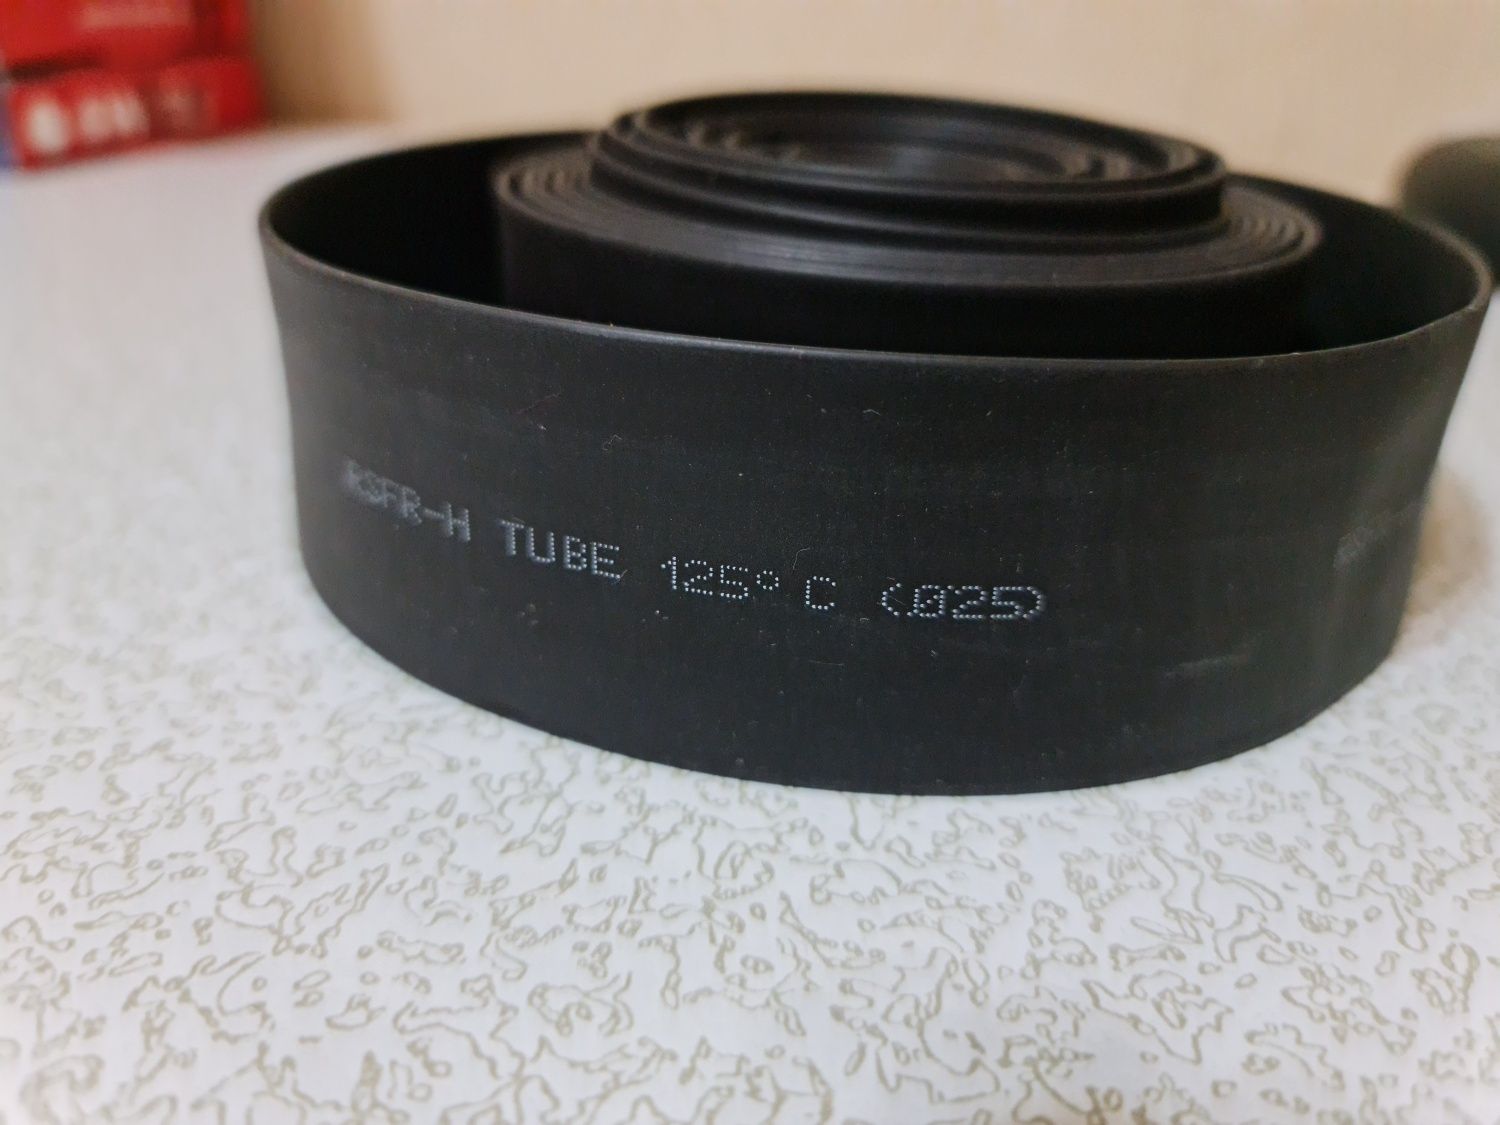 RSFR-H TUBE 125°C (Ø25)